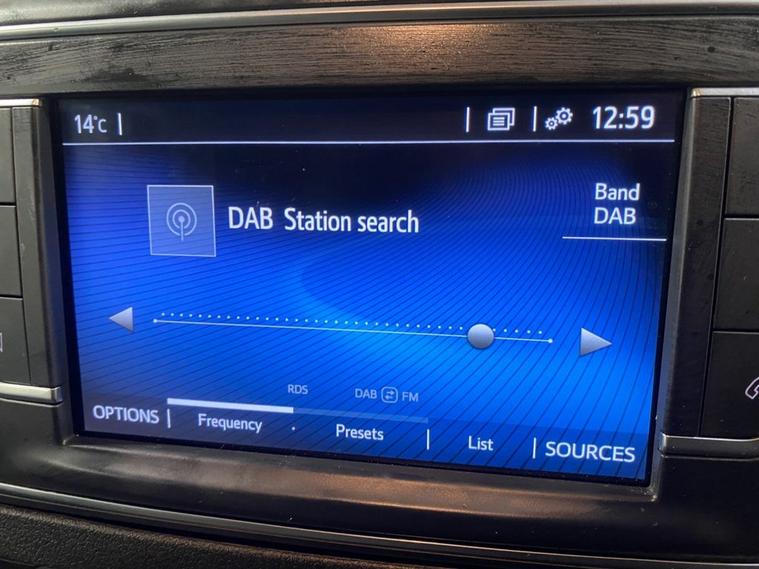 14°C
12:59
DAB Station search
Band
DAB
RDS
DAB FM
OPTIONS
Frequency
Presets
List
SOURCES